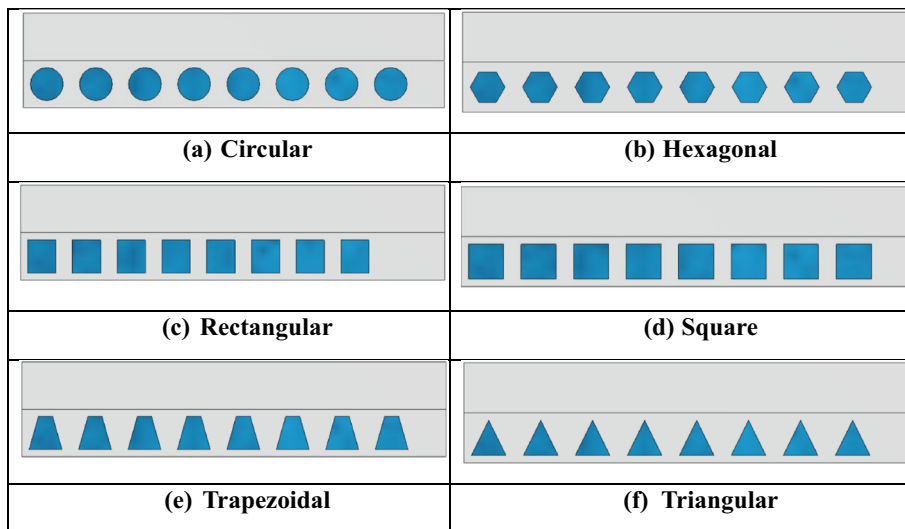 (a) Circular
(b) Hexagonal
(c) Rectangular
(d) Square
(e) Trapezoidal
(f) Triangular